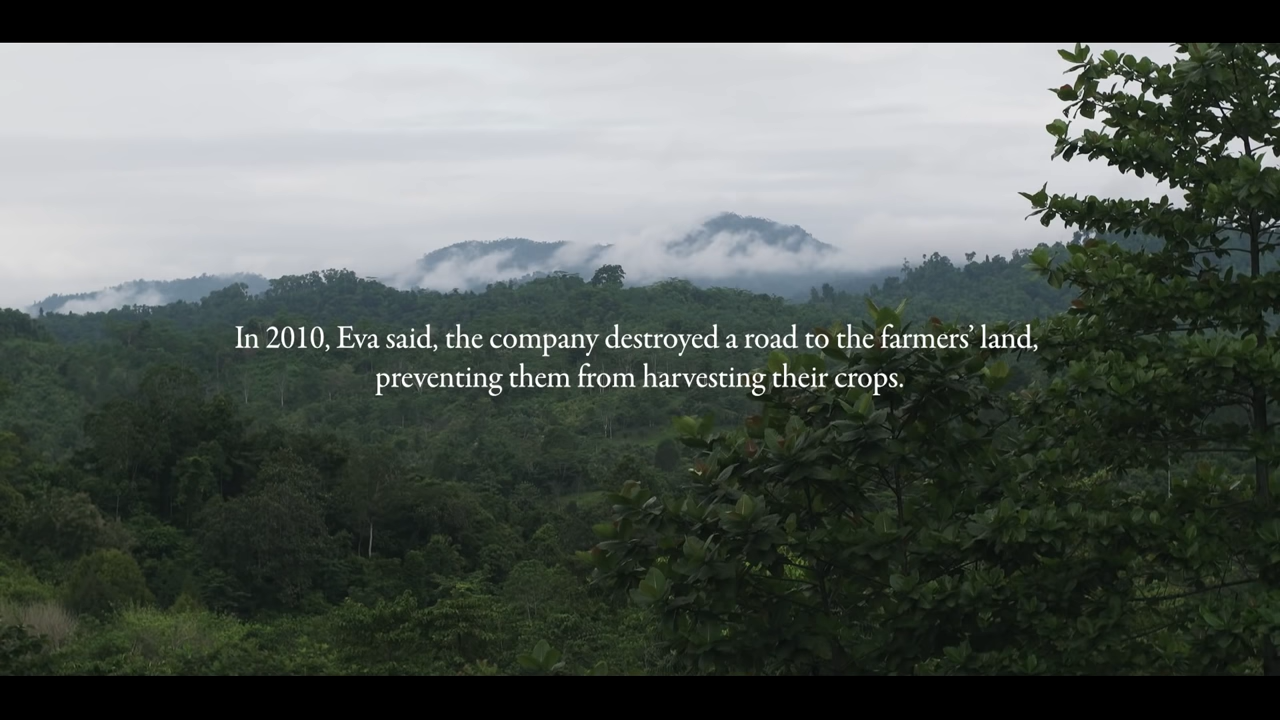 In 2010, Eva said, the company destroyed a road to the farmers’ land,
preventing them from harvesting their crops.